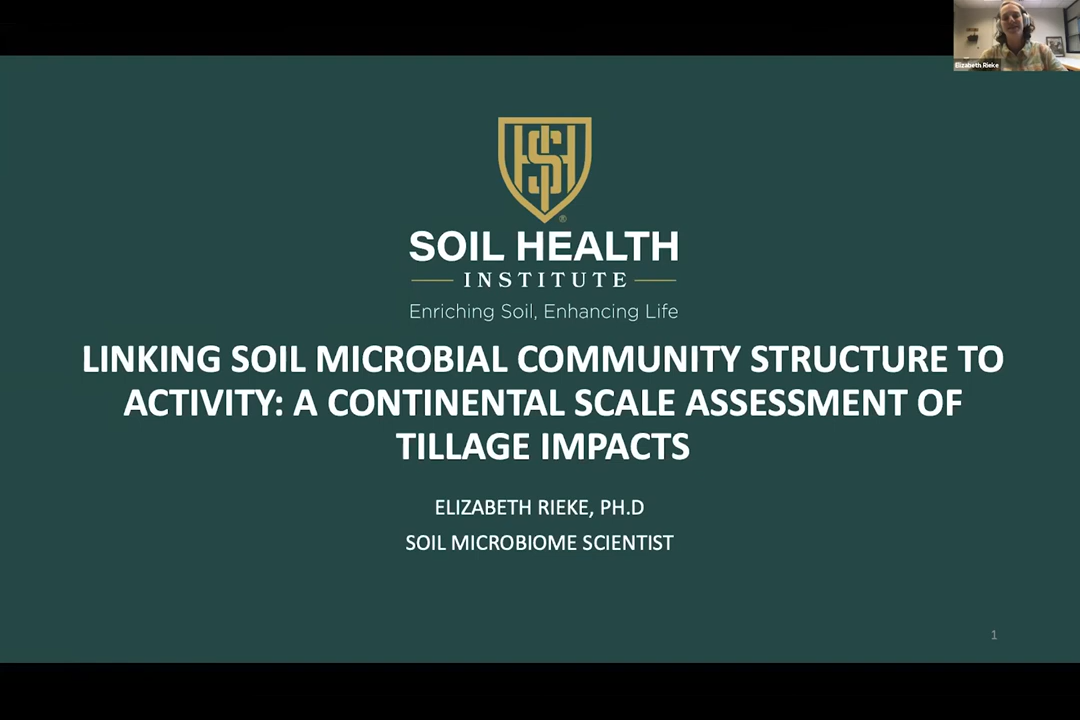 Elizabeth Rieke
SOIL HEALTH
INSTITUTE
Enriching Soil, Enhancing Life
LINKING SOIL MICROBIAL COMMUNITY STRUCTURE TO
ACTIVITY: A CONTINENTAL SCALE ASSESSMENT OF
TILLAGE IMPACTS
ELIZABETH RIEKE, PH.D
SOIL MICROBIOME SCIENTIST
1